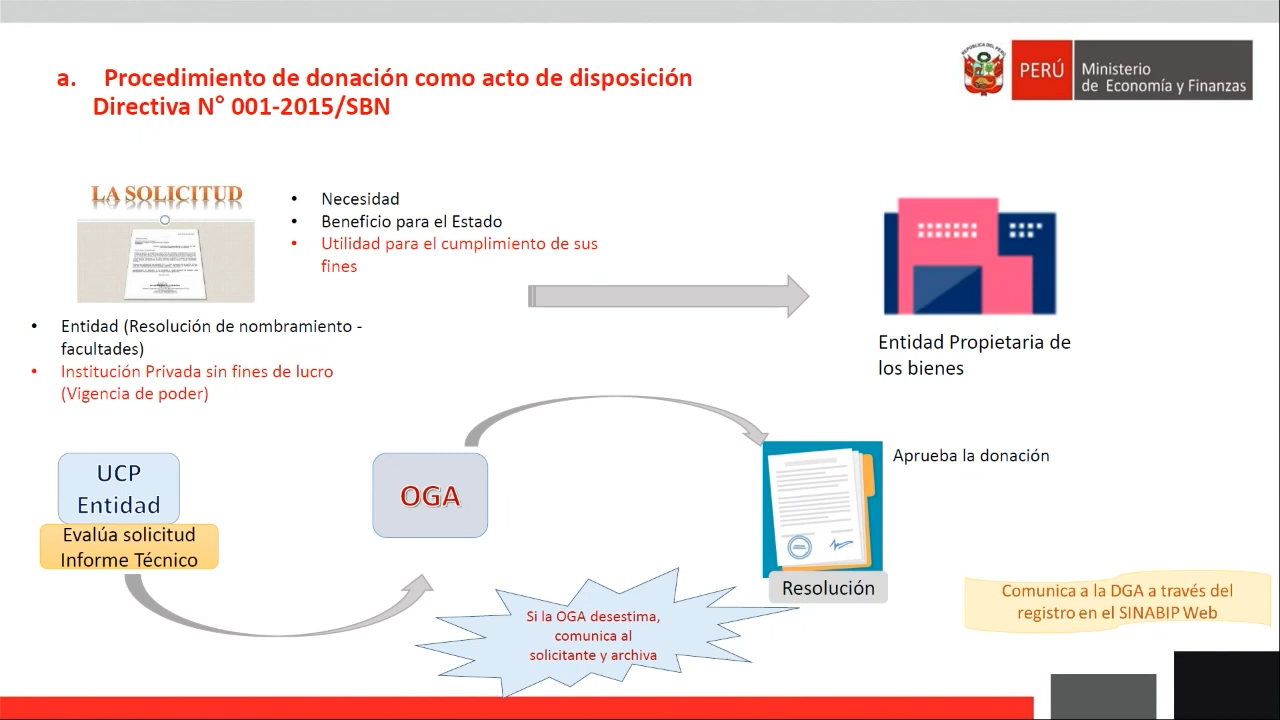 a. Procedimiento de donación como acto de disposición
Directiva N° 001-2015/SBN
REPÚBLICA DEL PERÚ
PERÚ
Ministerio
de Economía y Finanzas
LA SOLICITUD
• Necesidad
• Beneficio para el Estado
• Utilidad para el cumplimiento de sus
fines
• Entidad (Resolución de nombramiento -
facultades)
• Institución Privada sin fines de lucro
(Vigencia de poder)
Entidad Propietaria de
los bienes
UCP
Entidad
Evalúa solicitud
Informe Técnico
OGA
Aprueba la donación
Resolución
Si la OGA desestima,
comunica al
solicitante y archiva
Comunica a la DGA a través del
registro en el SINABIP Web